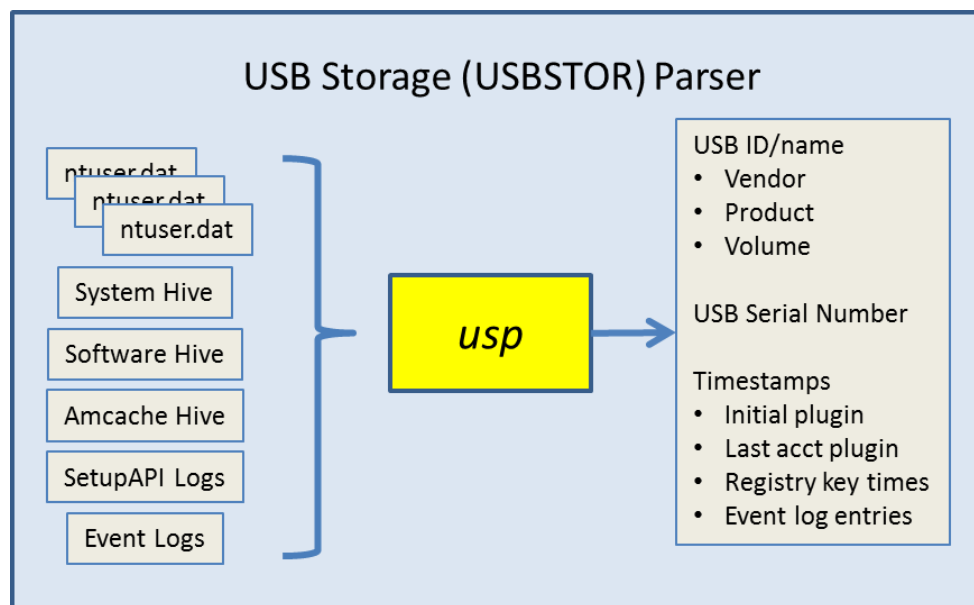 USB Storage (USBSTOR) Parser
ntuser.dat
ntuser.dat
ntuser.dat
System Hive
Software Hive
Amcache Hive
SetupAPI Logs
Event Logs
usp
USB ID/name
• Vendor
• Product
• Volume
USB Serial Number
Timestamps
• Initial plugin
• Last acct plugin
• Registry key times
• Event log entries